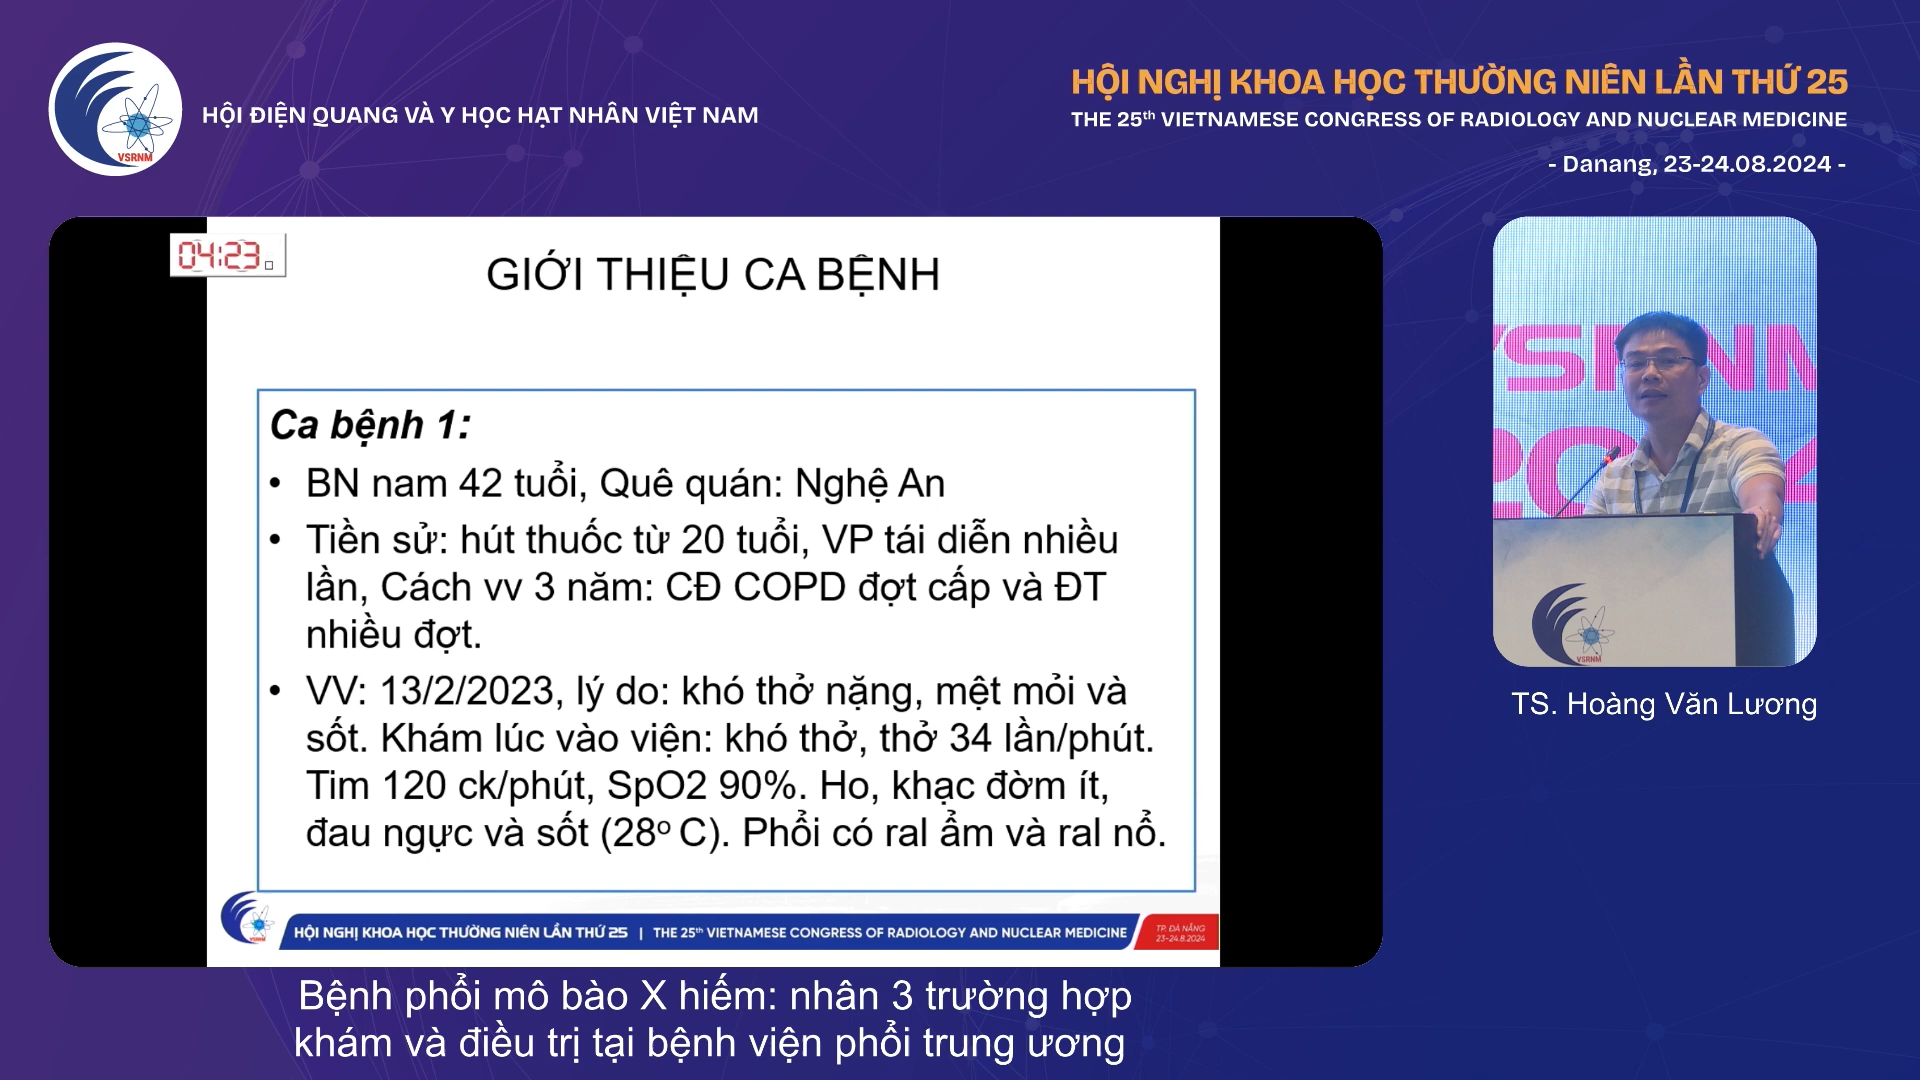 HỘI ĐIỆN QUANG VÀ Y HỌC HẠT NHÂN VIỆT NAM
VSRNM
HỘI NGHỊ KHOA HỌC THƯỜNG NIÊN LẦN THỨ 25
THE 25th VIETNAMESE CONGRESS OF RADIOLOGY AND NUCLEAR MEDICINE
- Danang, 23-24.08.2024 -
04:23
GIỚI THIỆU CA BỆNH
Ca bệnh 1:
• BN nam 42 tuổi, Quê quán: Nghệ An
• Tiền sử: hút thuốc từ 20 tuổi, VP tái diễn nhiều
lần, Cách vv 3 năm: CĐ COPD đợt cấp và ĐT
nhiều đợt.
• VV: 13/2/2023, lý do: khó thở nặng, mệt mỏi và
sốt. Khám lúc vào viện: khó thở, thở 34 lần/phút.
Tim 120 ck/phút, SpO2 90%. Ho, khạc đờm ít,
đau ngực và sốt (28º C). Phổi có ral ẩm và ral nổ.
VSRNM
HỘI NGHỊ KHOA HỌC THƯỜNG NIÊN LẦN THỨ 25 | THE 25th VIETNAMESE CONGRESS OF RADIOLOGY AND NUCLEAR MEDICINE
TP. ĐÀ NẴNG
23-24.8.2024
VSRNM
2024
VSRNM
TS. Hoàng Văn Lương
Bệnh phổi mô bào X hiếm: nhân 3 trường hợp
khám và điều trị tại bệnh viện phổi trung ương